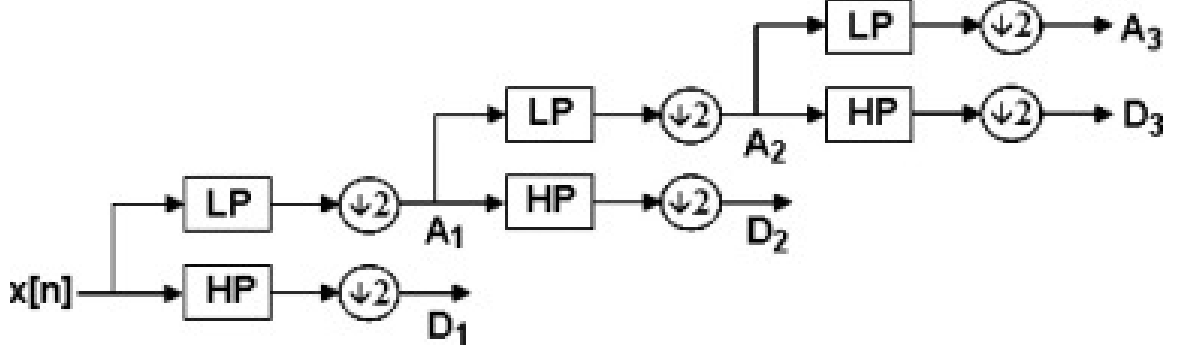 LP ↓2 A₃
LP ↓2 A₂ HP ↓2 D₃
LP ↓2 A₁ HP ↓2 D₂
x[n] HP ↓2 D₁